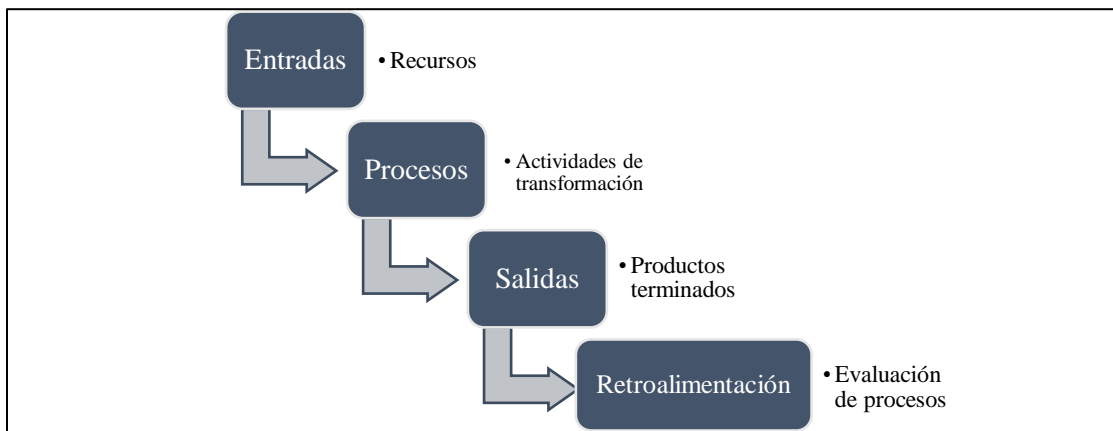 Entradas
• Recursos
Procesos
• Actividades de
transformación
Salidas
• Productos
terminados
Retroalimentación
• Evaluación
de procesos